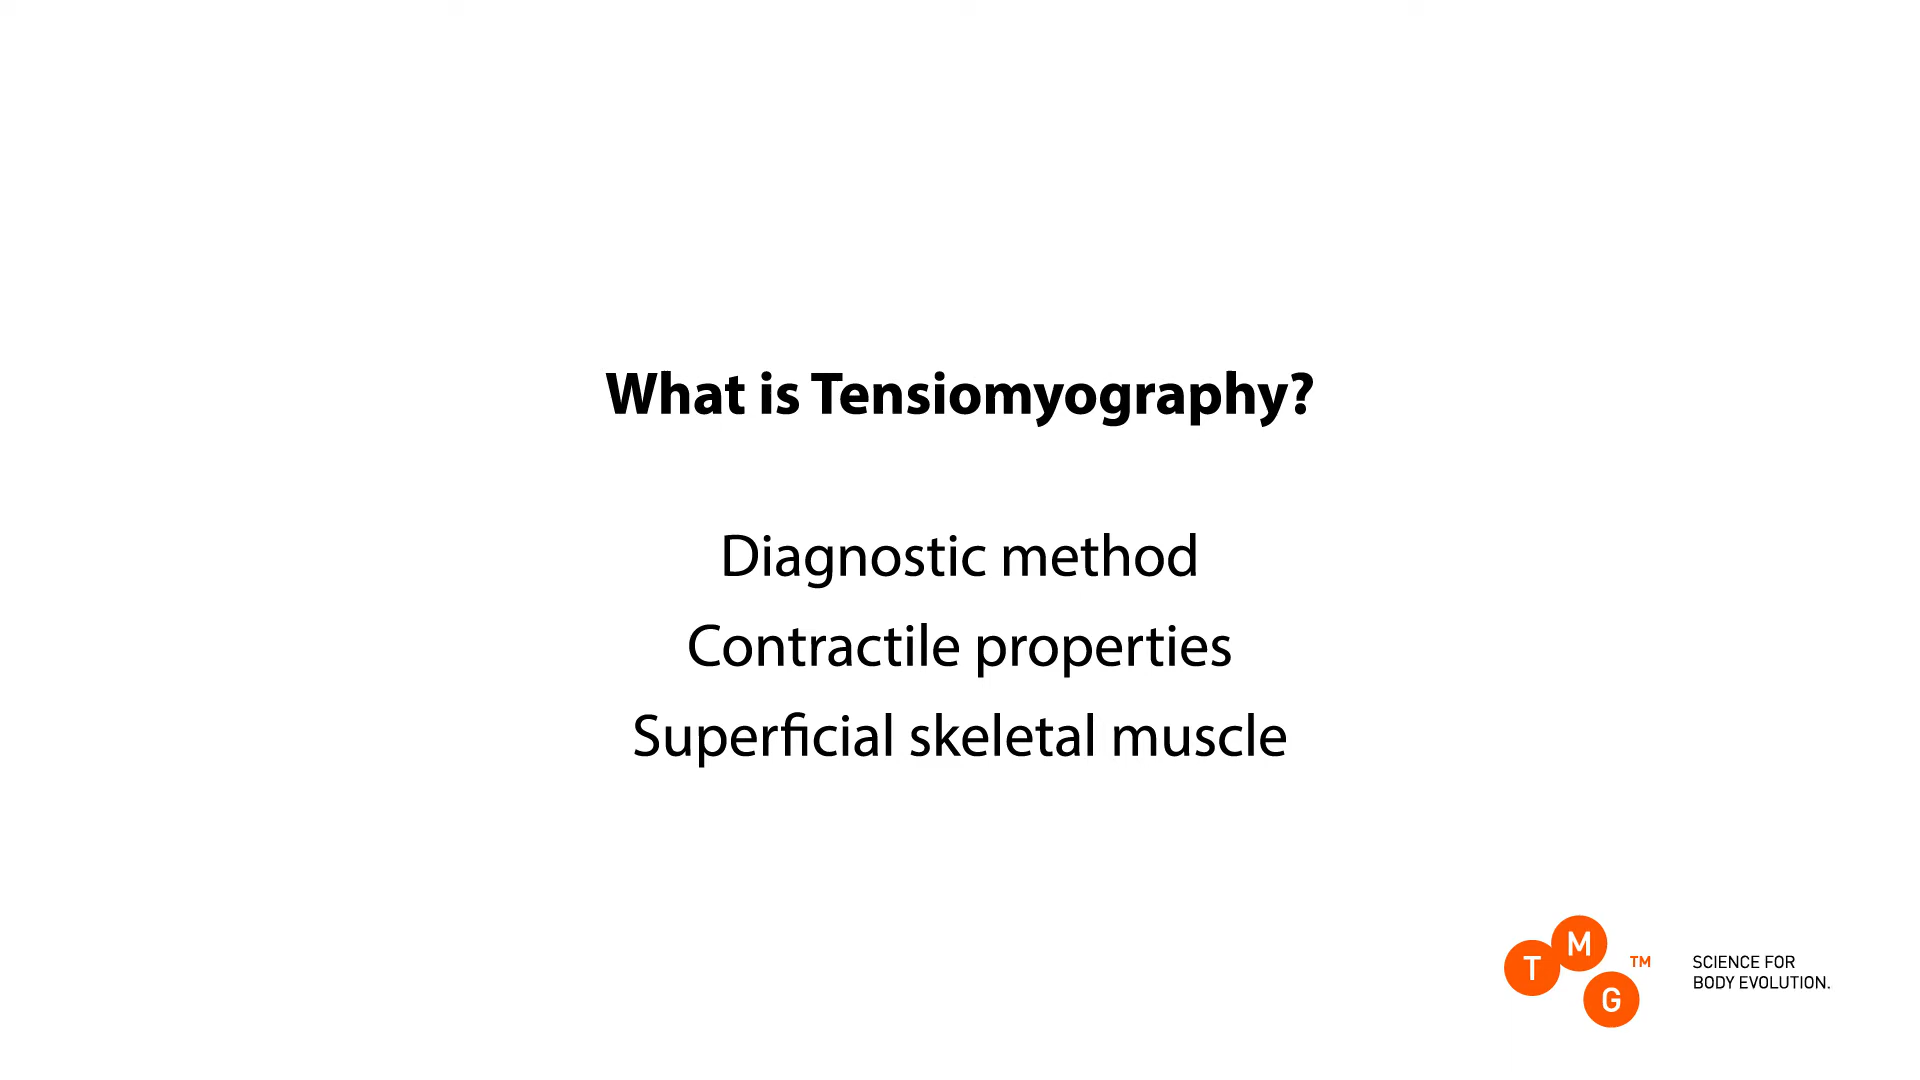 What is Tensiomyography?
Diagnostic method
Contractile properties
Superficial skeletal muscle
T M G ™
SCIENCE FOR
BODY EVOLUTION.